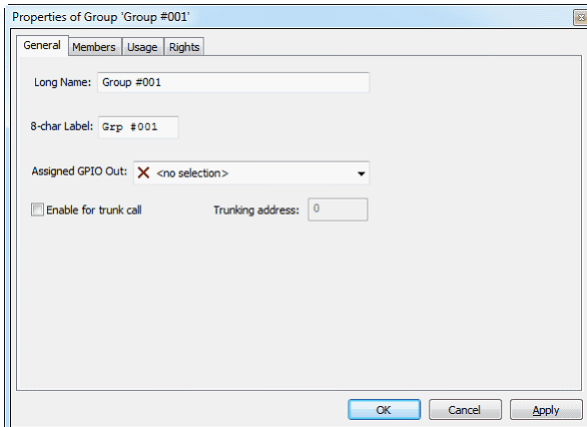 Properties of Group 'Group #001'
General Members Usage Rights
Long Name: Group #001
8-char Label: Grp #001
Assigned GPIO Out: <no selection>
Enable for trunk call Trunking address: 0
OK Cancel Apply